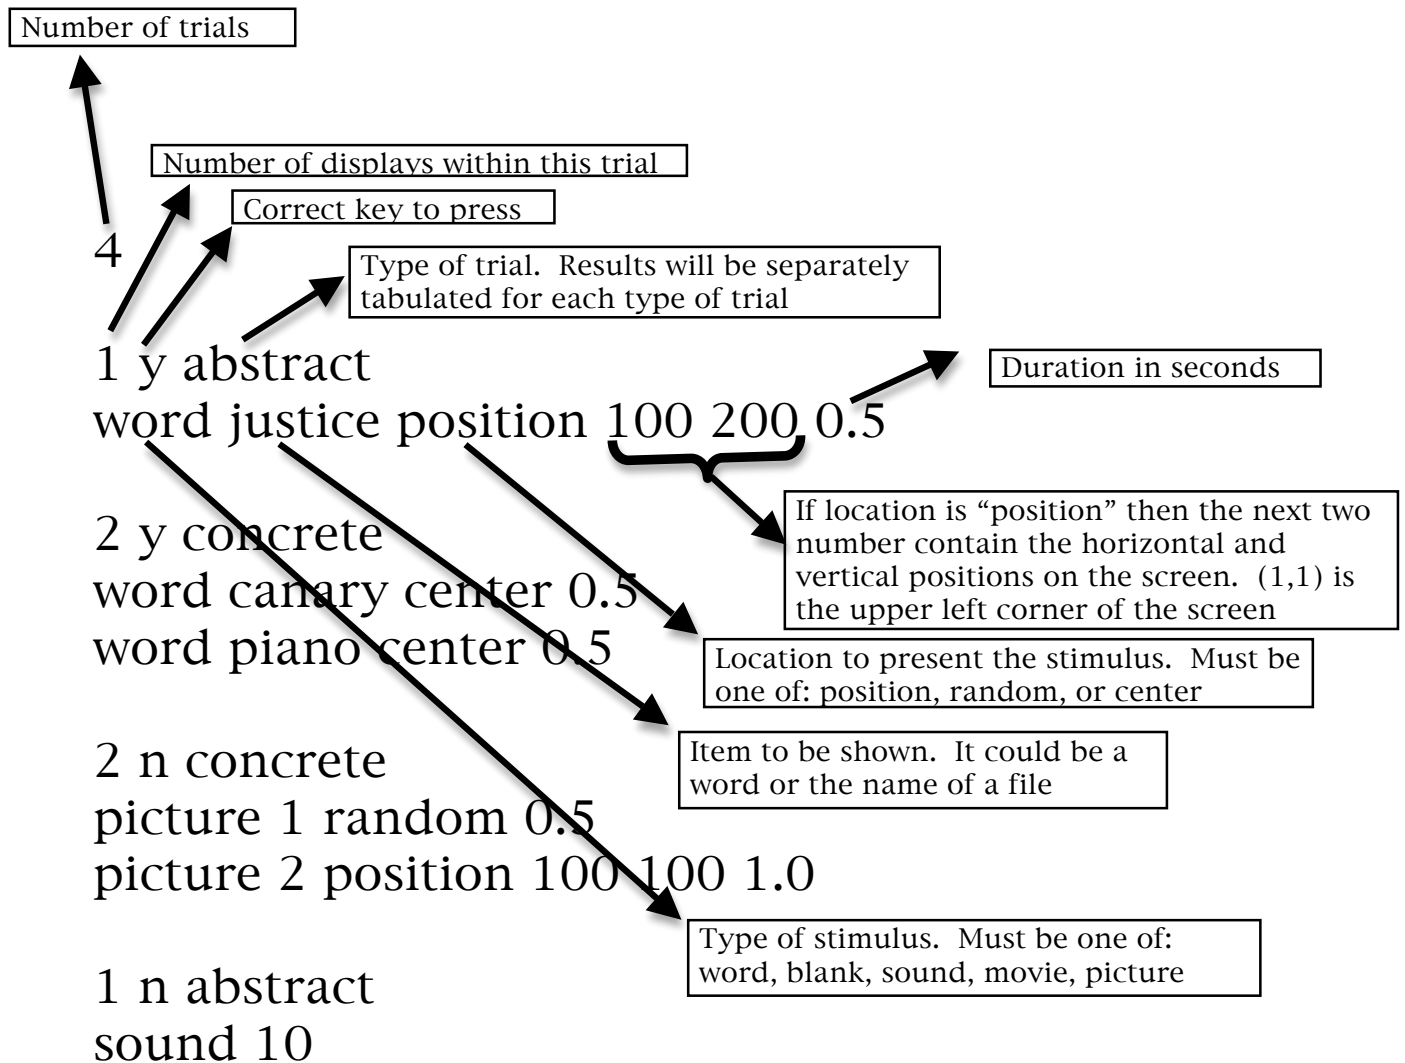 Number of trials
Number of displays within this trial
Correct key to press
4
Type of trial.  Results will be separately
tabulated for each type of trial
1 y abstract
Duration in seconds
word justice position 100 200 0.5
If location is “position” then the next two
number contain the horizontal and
vertical positions on the screen.  (1,1) is
the upper left corner of the screen
2 y concrete
word canary center 0.5
word piano center 0.5
Location to present the stimulus.  Must be
one of: position, random, or center
Item to be shown.  It could be a
word or the name of a file
2 n concrete
picture 1 random 0.5
picture 2 position 100 100 1.0
Type of stimulus.  Must be one of:
word, blank, sound, movie, picture
1 n abstract
sound 10